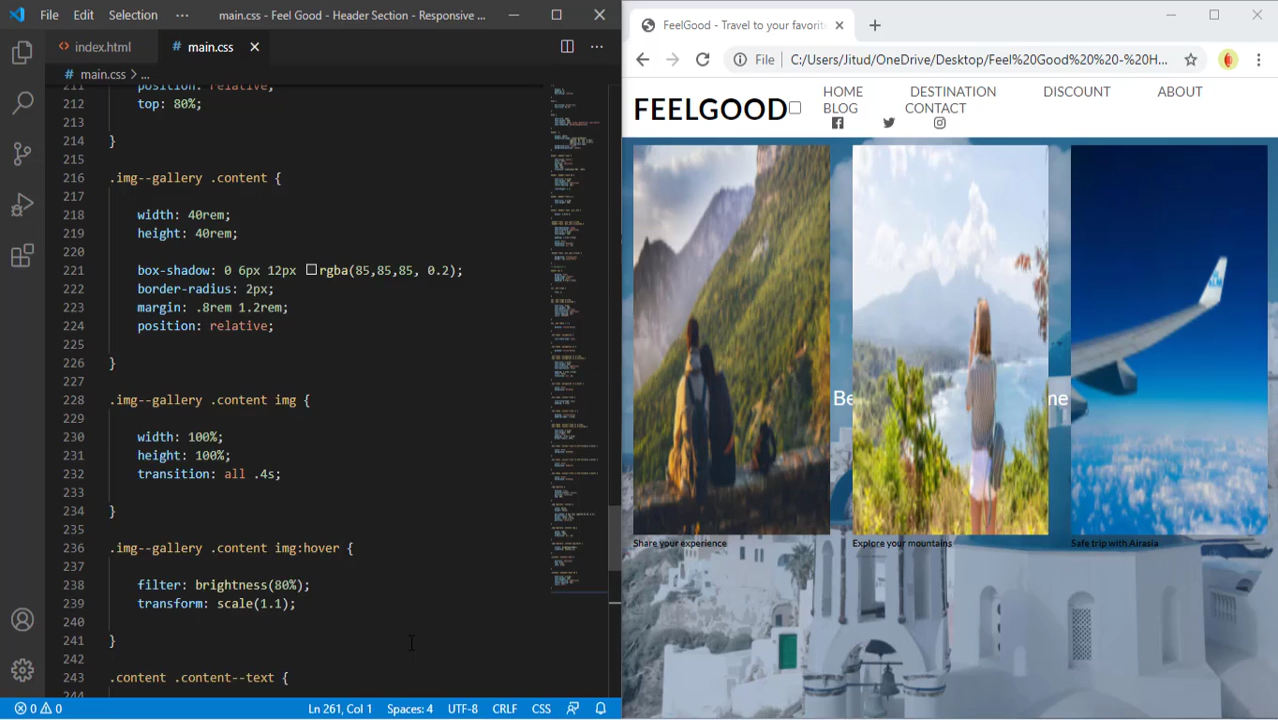 File Edit Selection ··· main.css - Feel Good - Header Section - Responsive ...
index.html main.css
main.css > ...
211 position: relative;
212 top: 80%;
213
214 }
215
216 .img--gallery .content {
217
218 width: 40rem;
219 height: 40rem;
220
221 box-shadow: 0 6px 12px rgba(85,85,85, 0.2);
222 border-radius: 2px;
223 margin: .8rem 1.2rem;
224 position: relative;
225
226 }
227
228 .img--gallery .content img {
229
230 width: 100%;
231 height: 100%;
232 transition: all .4s;
233
234 }
235
236 .img--gallery .content img:hover {
237
238 filter: brightness(80%);
239 transform: scale(1.1);
240
241 }
242
243 .content .content--text {
244
0 0 Ln 261, Col 1 Spaces: 4 UTF-8 CRLF CSS
FeelGood - Travel to your favorit
File C:/Users/Jitud/OneDrive/Desktop/Feel%20Good%20%20-%20H...
FEELGOOD
HOME DESTINATION DISCOUNT ABOUT
BLOG CONTACT
Be ne
Share your experience
Explore your mountains
Safe trip with Airasia